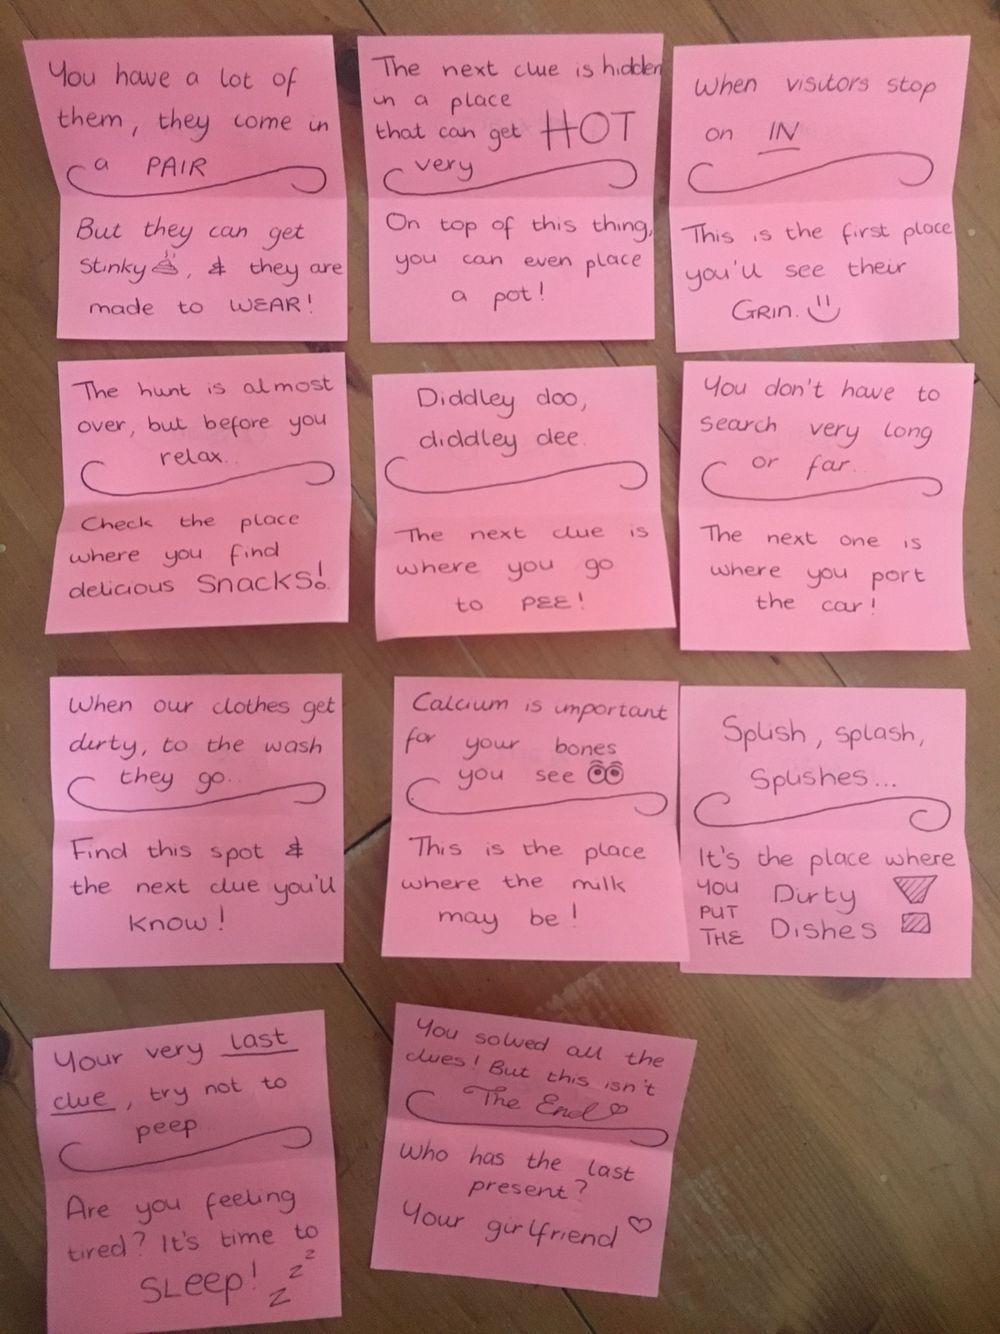 You have a lot of
them, they come in
a PAIR
But they can get
stinky, & they are
made to WEAR!
The next clue is hidden
in a place
that can get HOT
very
On top of this thing,
you can even place
a pot!
When visitors stop
on IN
This is the first place
you'll see their
GRIN.
The hunt is almost
over, but before you
relax..
Check the place
where you find
delicious Snacks!
Diddley doo,
diddley dee.
The next clue is
where you go
to PEE!
You don't have to
search very long
or far..
The next one is
where you port
the car!
When our clothes get
dirty, to the wash
they go..
Find this spot &
the next clue you'll
know!
Calcium is important
for your bones
you see
This is the place
where the milk
may be!
Splish, splash,
Splishes...
It's the place where
YOU PUT THE Dirty
Dishes
Your very last
clue, try not to
peep
Are you feeling
tired? It's time to
SLeep! z z z
You solved all the
clues! But this isn't
The End
Who has the last
present?
Your girlfriend